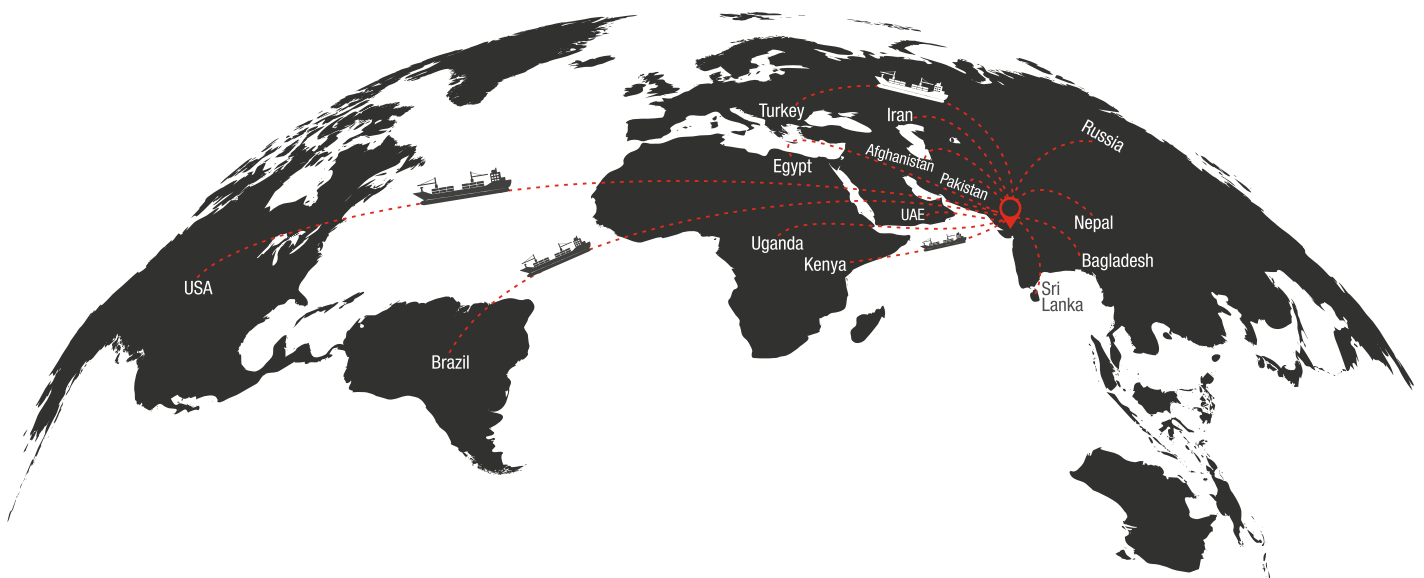 Turkey
Iran
Russia
Afghanistan
Egypt
Pakistan
UAE
Nepal
Uganda
Kenya
Bagladesh
USA
Sri
Lanka
Brazil